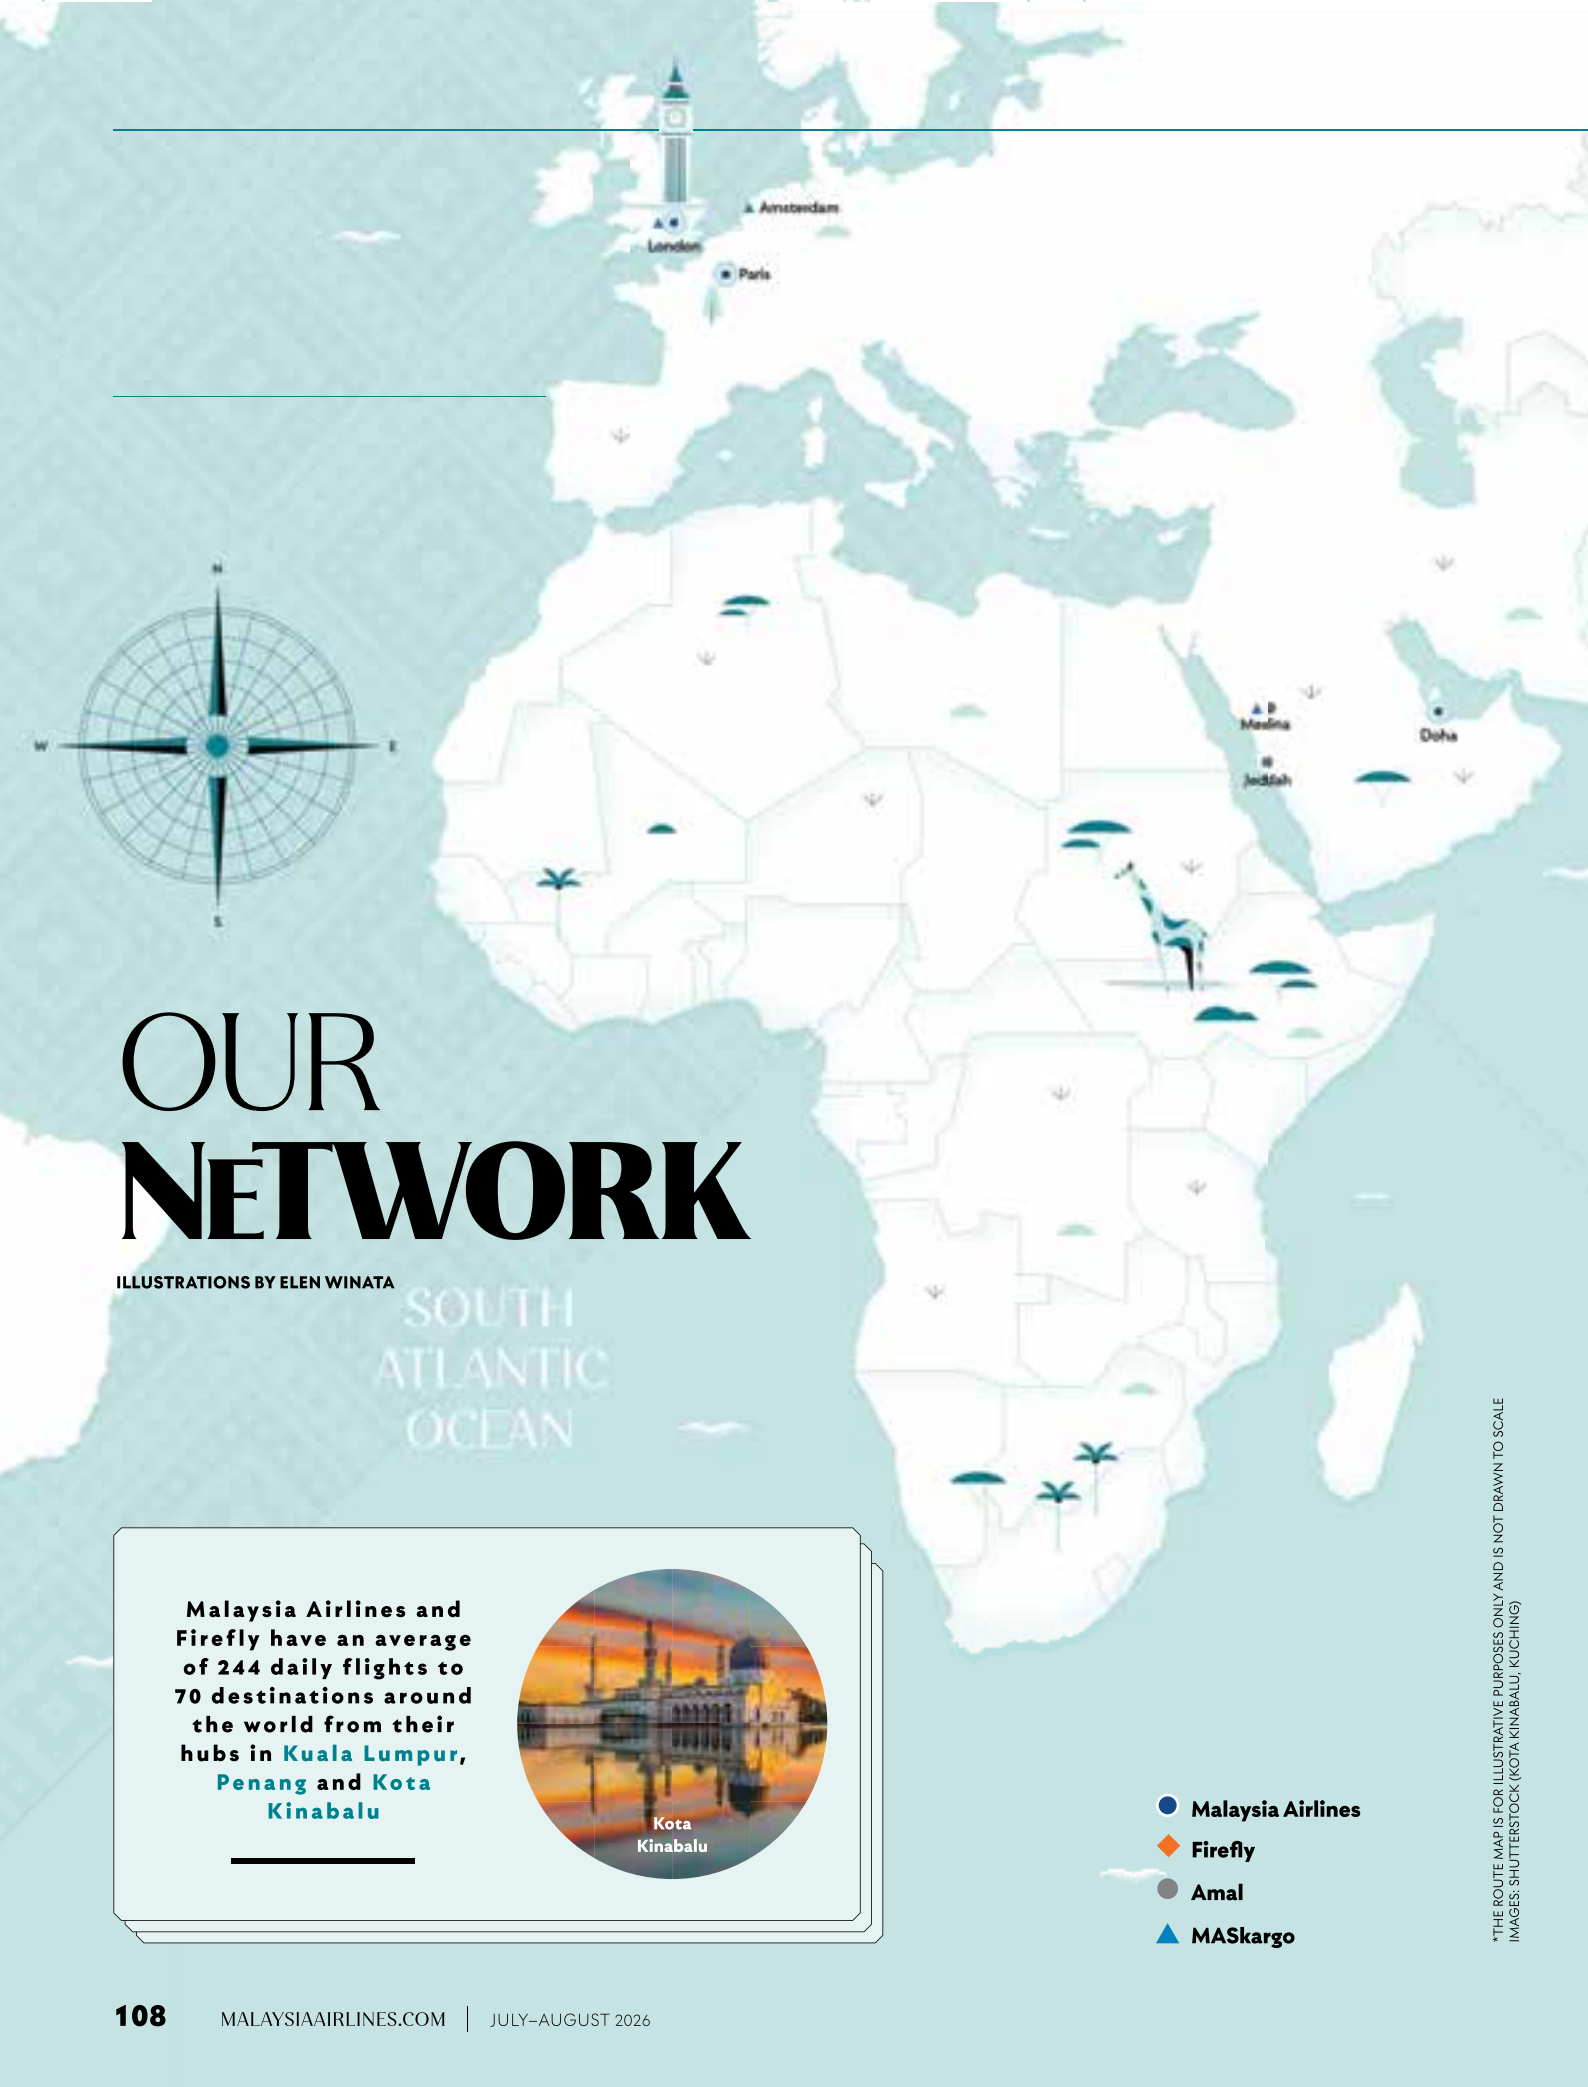 Amsterdam
London
Paris
N
W
E
S
Medina
Doha
Jeddah
OUR
NETWORK
ILLUSTRATIONS BY ELEN WINATA
SOUTH
ATLANTIC
OCEAN
Malaysia Airlines and
Firefly have an average
of 244 daily flights to
70 destinations around
the world from their
hubs in Kuala Lumpur,
Penang and Kota
Kinabalu
Kota
Kinabalu
Malaysia Airlines
Firefly
Amal
MASkargo
*THE ROUTE MAP IS FOR ILLUSTRATIVE PURPOSES ONLY AND IS NOT DRAWN TO SCALE
IMAGES: SHUTTERSTOCK (KOTA KINABALU, KUCHING)
108 MALAYSIAAIRLINES.COM | JULY–AUGUST 2026